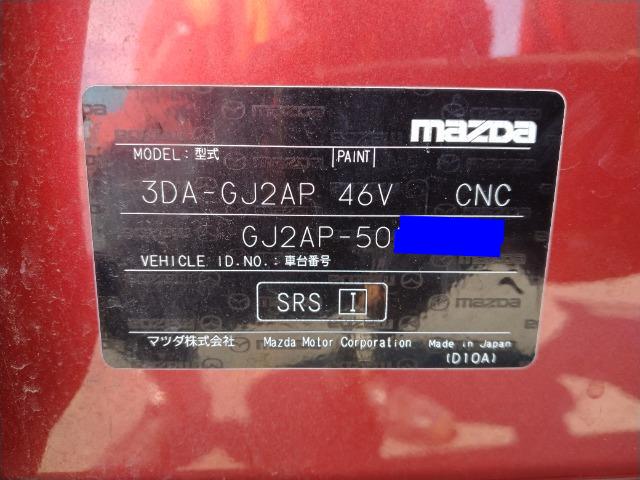 mazda
MODEL: 型式 PAINT
3DA-GJ2AP 46V CNC
GJ2AP-50
VEHICLE ID.NO.: 車台番号
SRS I
マツダ株式会社 Mazda Motor Corporation Made in Japan
(D10A)